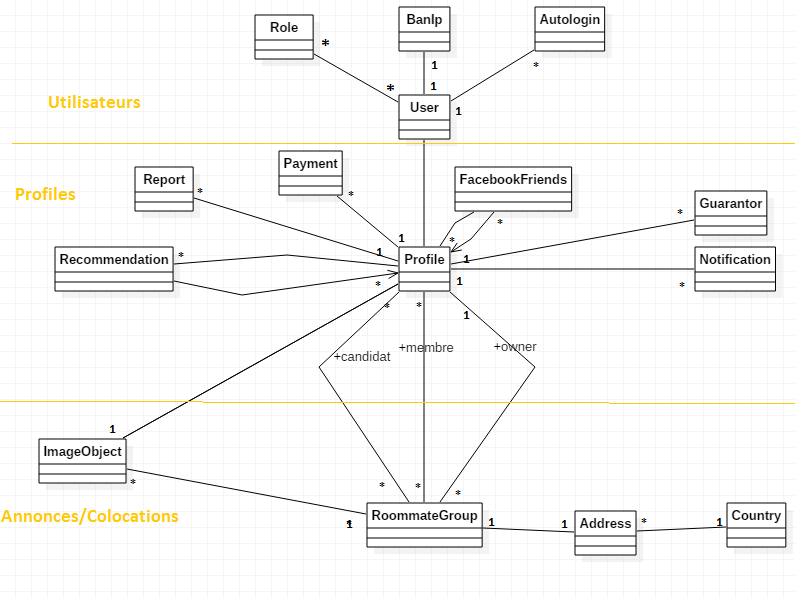 Role
BanIp
Autologin
*
1
*
*
1
Utilisateurs
User
1
Payment
Report
FacebookFriends
Profiles
*
*
*
Guarantor
*
1
*
Recommendation
*
1
Profile
1
Notification
*
1
*
*
*
1
+candidat
+membre
+owner
1
ImageObject
*
*
*
*
Annonces/Colocations
1
RoommateGroup
1
1
Address
*
1
Country